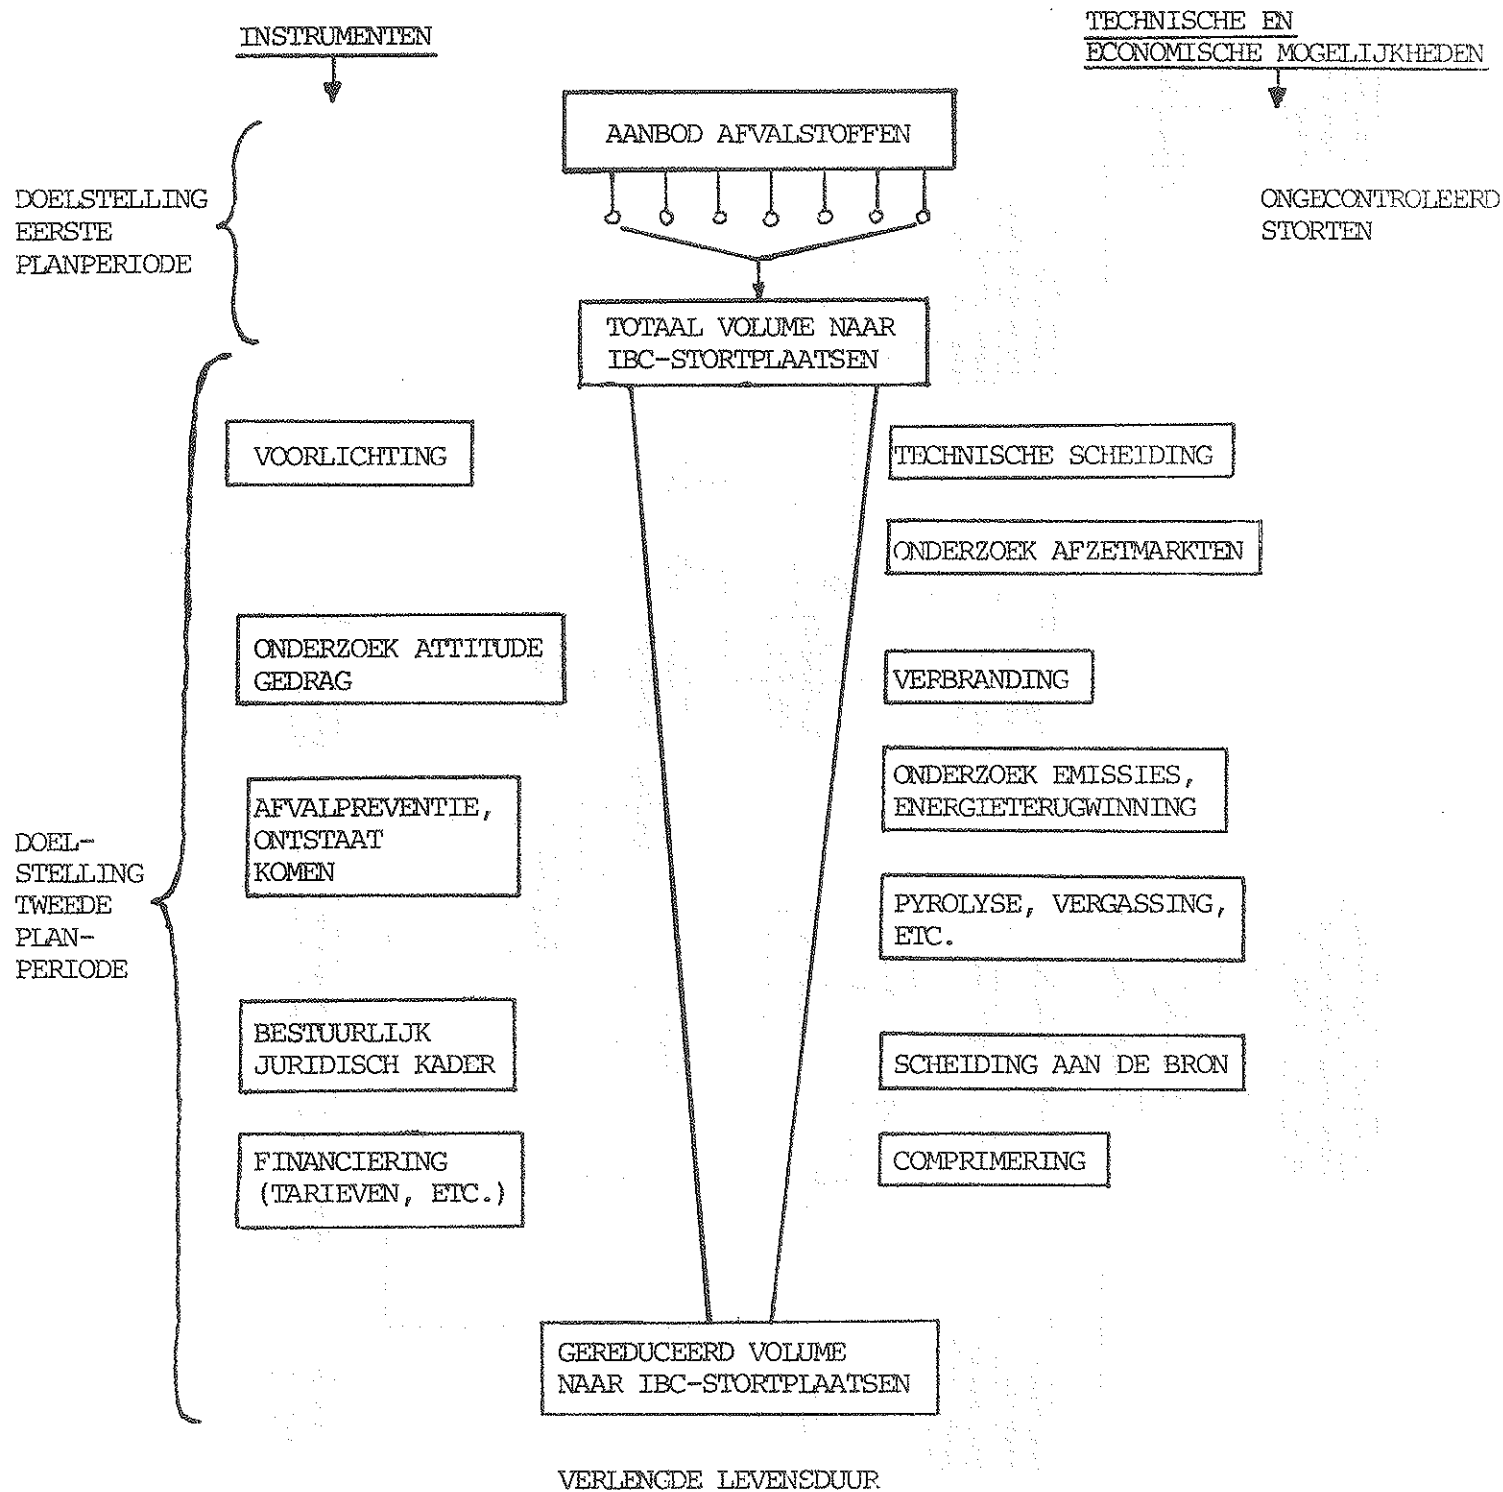 INSTRUMENTEN
TECHNISCHE EN
ECONOMISCHE MOGELIJKHEDEN
AANBOD AFVALSTOFFEN
DOELSTELLING
EERSTE
PLANPERIODE
ONGECONTROLEERD
STORTEN
TOTAAL VOLUME NAAR
IBC-STORTPLAATSEN
VOORLICHTING
TECHNISCHE SCHEIDING
ONDERZOEK AFZETMARKTEN
ONDERZOEK ATTITUDE
GEDRAG
VERBRANDING
ONDERZOEK EMISSIES,
ENERGIETERUGWINNING
AFVALPREVENTIE,
ONTSTAAT
KOMEN
DOEL-
STELLING
TWEEDE
PLAN-
PERIODE
PYROLYSE, VERGASSING,
ETC.
BESTUURLIJK
JURIDISCH KADER
SCHEIDING AAN DE BRON
FINANCIERING
(TARIEVEN, ETC.)
COMPRIMERING
GEREDUCEERD VOLUME
NAAR IBC-STORTPLAATSEN
VERLENGDE LEVENSDUUR